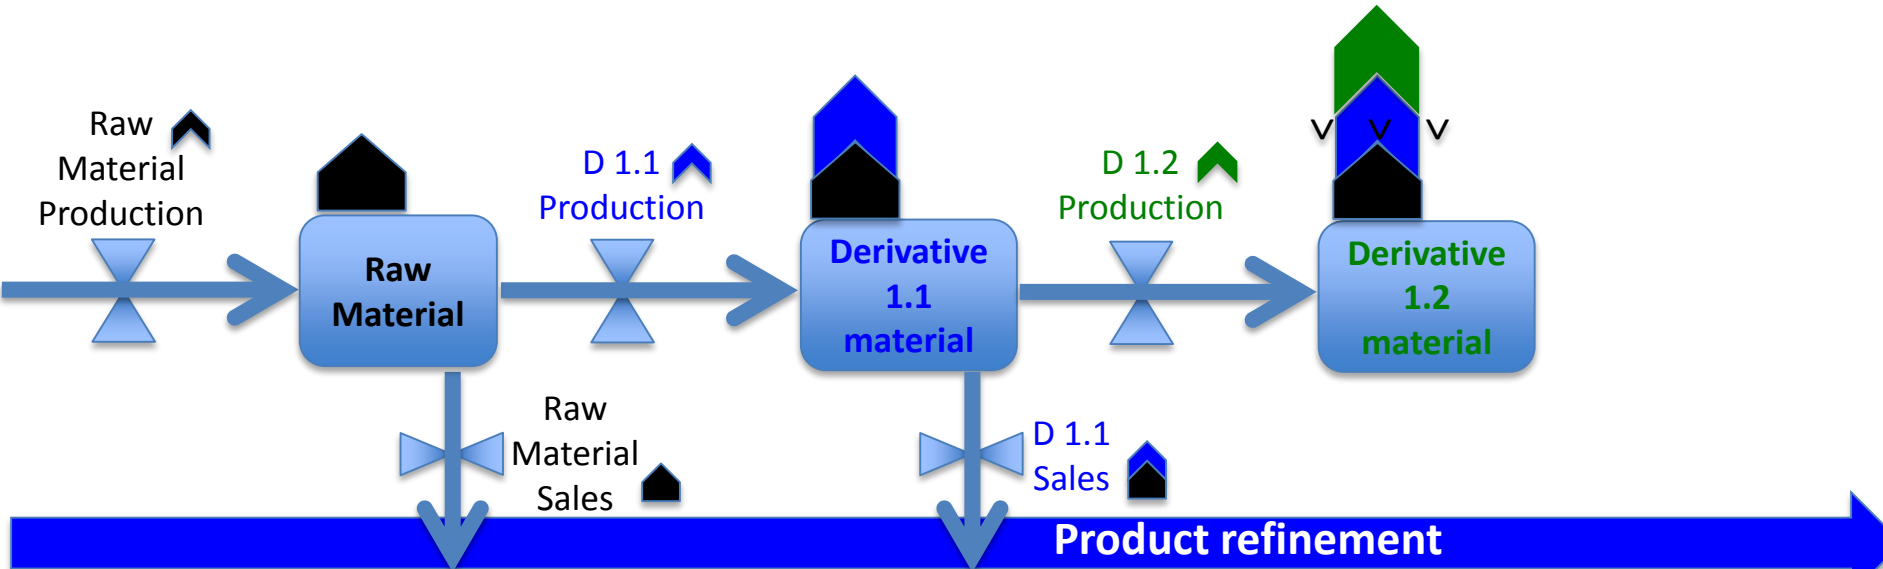 Raw
Material
Production
Raw
Material
D 1.1
Production
Derivative
1.1
material
D 1.2
Production
V V V
Derivative
1.2
material
Raw
Material
Sales
D 1.1
Sales
Product refinement